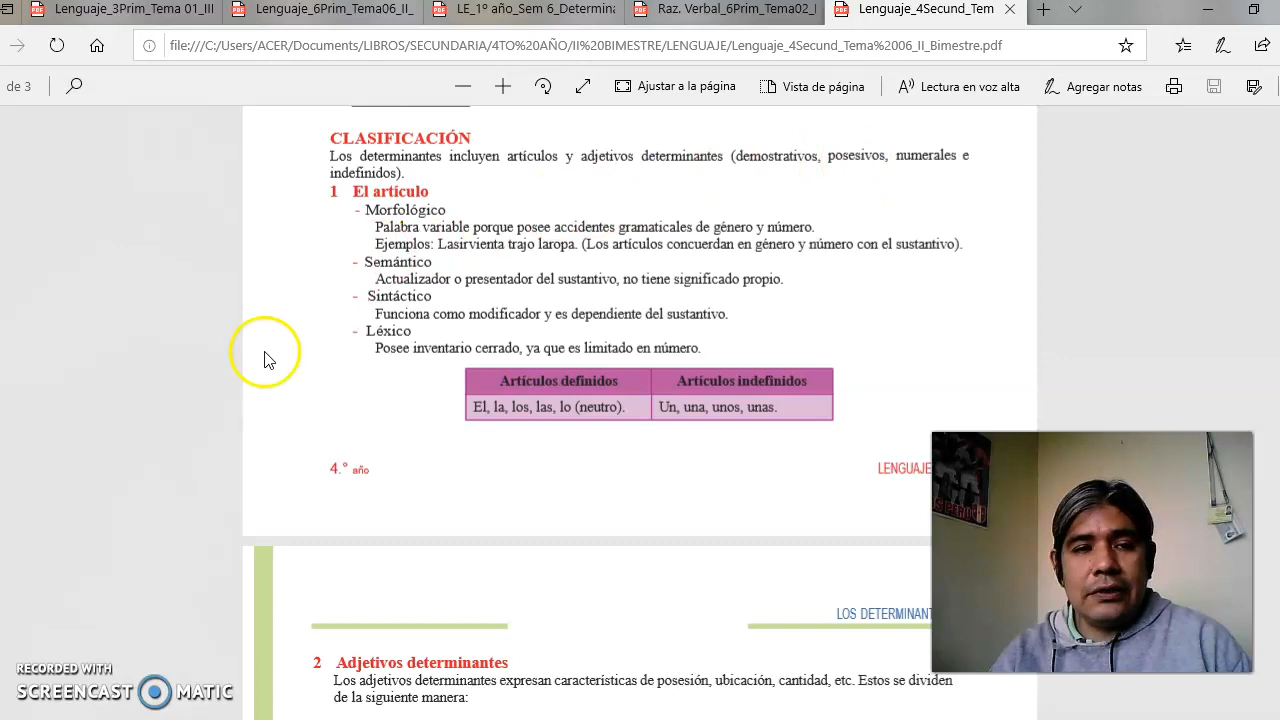 Lenguaje_3Prim_Tema 01_III
Lenguaje_6Prim_Tema06_II
LE_1º año_Sem 6_Determin
Raz. Verbal_3Prim_Tema02_I
Lenguaje_4Secund_Tem
file:///C:/Users/ACER/Documents/LIBROS/SECUNDARIA/4TO%20AÑO/II%20BIMESTRE/LENGUAJE/Lenguaje_4Secund_Tema%2006_II_Bimestre.pdf
de 3
Ajustar a la página
Vista de página
Lectura en voz alta
Agregar notas
CLASIFICACIÓN
Los determinantes incluyen artículos y adjetivos determinantes (demostrativos, posesivos, numerales e
indefinidos).
1 El artículo
- Morfológico
Palabra variable porque posee accidentes gramaticales de género y número.
Ejemplos: Lasirvienta trajo laropa. (Los artículos concuerdan en género y número con el sustantivo).
- Semántico
Actualizador o presentador del sustantivo, no tiene significado propio.
- Sintáctico
Funciona como modificador y es dependiente del sustantivo.
- Léxico
Posee inventario cerrado, ya que es limitado en número.
Artículos definidos Artículos indefinidos
El, la, los, las, lo (neutro). Un, una, unos, unas.
4.° año LENGUAJE
LOS DETERMINANT
2 Adjetivos determinantes
Los adjetivos determinantes expresan características de posesión, ubicación, cantidad, etc. Estos se dividen
de la siguiente manera:
RECORDED WITH
SCREENCAST MATIC